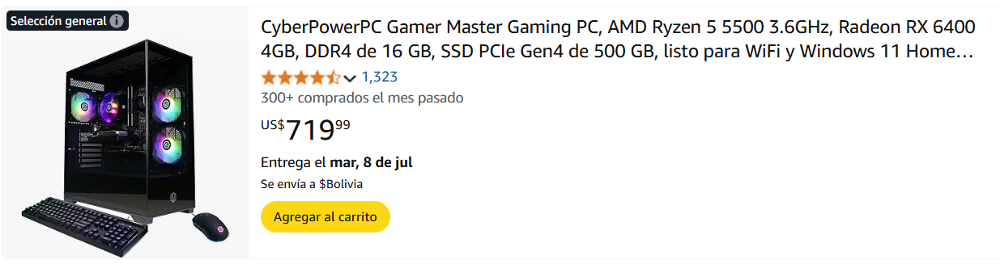 Selección general
CyberPowerPC Gamer Master Gaming PC, AMD Ryzen 5 5500 3.6GHz, Radeon RX 6400
4GB, DDR4 de 16 GB, SSD PCIe Gen4 de 500 GB, listo para WiFi y Windows 11 Home…
1,323
300+ comprados el mes pasado
US$719.99
Entrega el mar, 8 de jul
Se envía a $Bolivia
Agregar al carrito